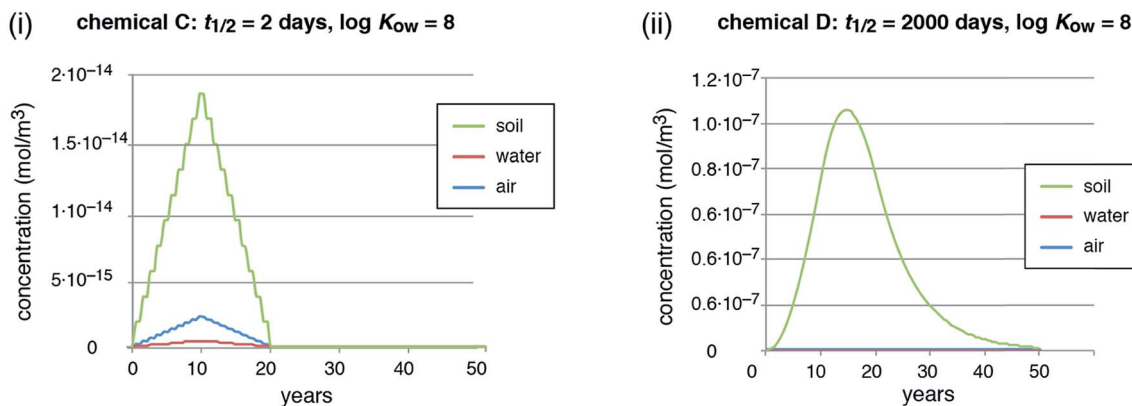 (i) chemical C: t1/2 = 2 days, log Kow = 8
2·10⁻¹⁴
1.5·10⁻¹⁴
1·10⁻¹⁴
5·10⁻¹⁵
0
concentration (mol/m³)
soil
water
air
0 10 20 30 40 50
years
(ii) chemical D: t1/2 = 2000 days, log Kow = 8
1.2·10⁻⁷
1.0·10⁻⁷
0.8·10⁻⁷
0.6·10⁻⁷
0.6·10⁻⁷
0.6·10⁻⁷
0
concentration (mol/m³)
soil
water
air
0 10 20 30 40 50
years